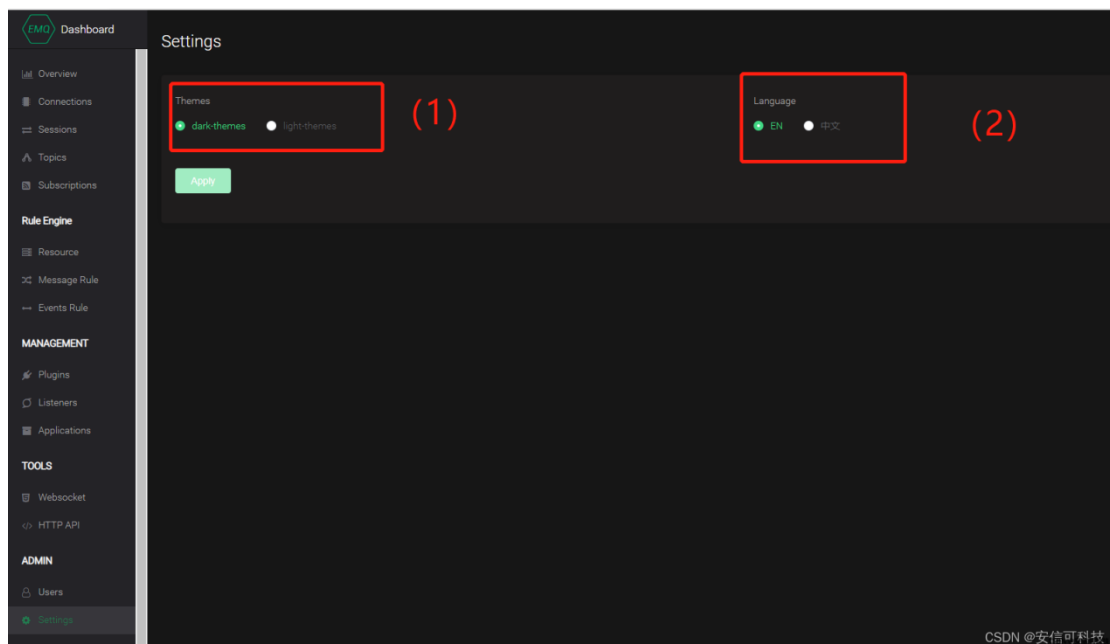 EMQ Dashboard
Settings
Overview
Connections
Sessions
Topics
Subscriptions
Rule Engine
Resource
Message Rule
Events Rule
MANAGEMENT
Plugins
Listeners
Applications
TOOLS
Websocket
HTTP API
ADMIN
Users
Settings
Themes
dark-themes light-themes
(1)
Apply
Language
EN 中文
(2)
CSDN @安信可科技